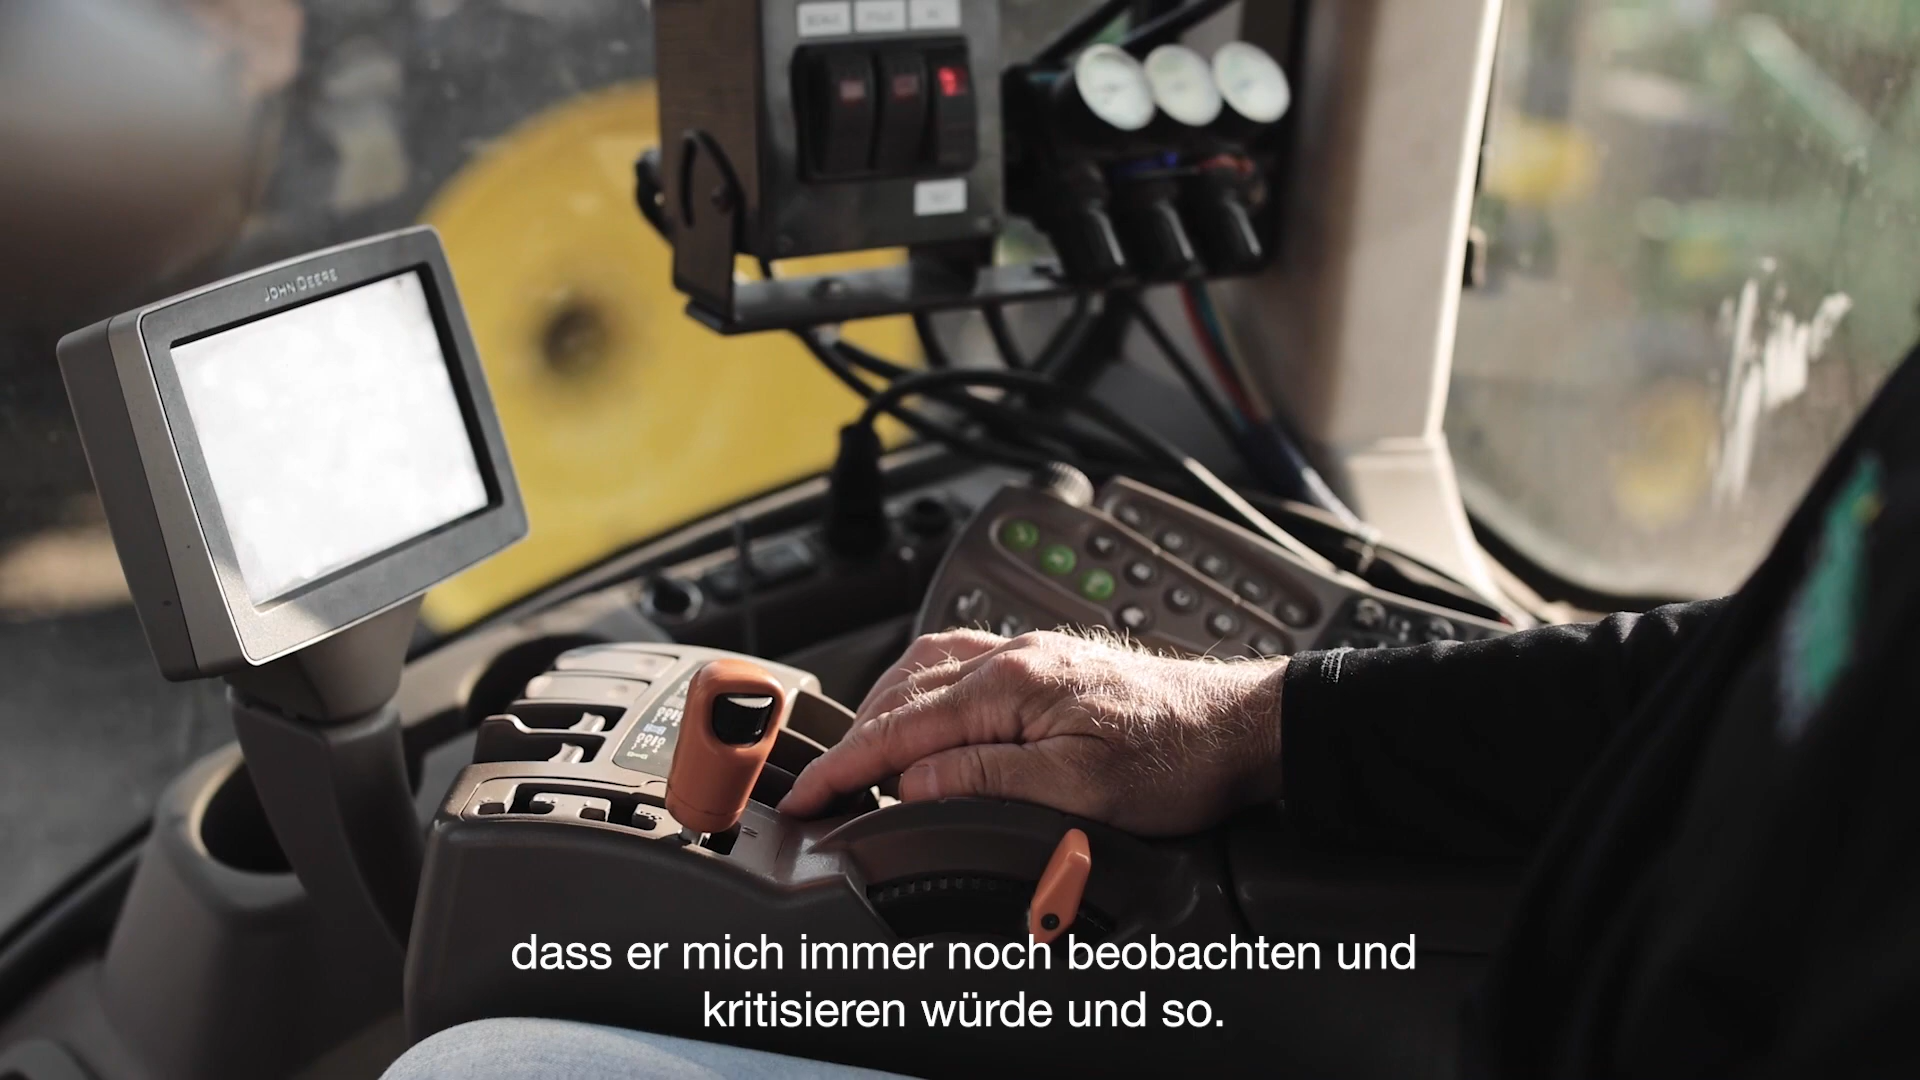 JOHN DEERE
dass er mich immer noch beobachten und
kritisieren würde und so.